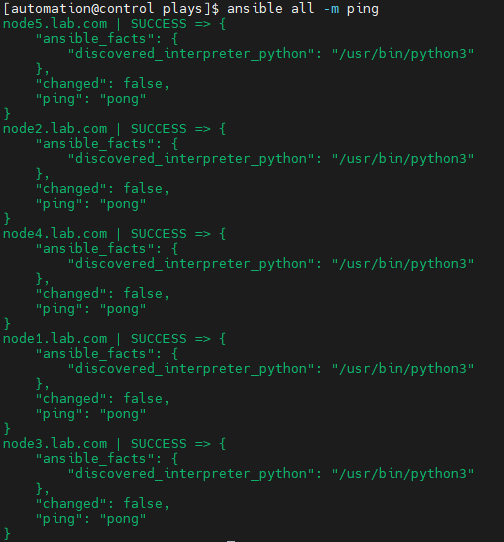 [automation@control plays]$ ansible all -m ping
node5.lab.com | SUCCESS => {
    "ansible_facts": {
        "discovered_interpreter_python": "/usr/bin/python3"
    },
    "changed": false,
    "ping": "pong"
}
node2.lab.com | SUCCESS => {
    "ansible_facts": {
        "discovered_interpreter_python": "/usr/bin/python3"
    },
    "changed": false,
    "ping": "pong"
}
node4.lab.com | SUCCESS => {
    "ansible_facts": {
        "discovered_interpreter_python": "/usr/bin/python3"
    },
    "changed": false,
    "ping": "pong"
}
node1.lab.com | SUCCESS => {
    "ansible_facts": {
        "discovered_interpreter_python": "/usr/bin/python3"
    },
    "changed": false,
    "ping": "pong"
}
node3.lab.com | SUCCESS => {
    "ansible_facts": {
        "discovered_interpreter_python": "/usr/bin/python3"
    },
    "changed": false,
    "ping": "pong"
}